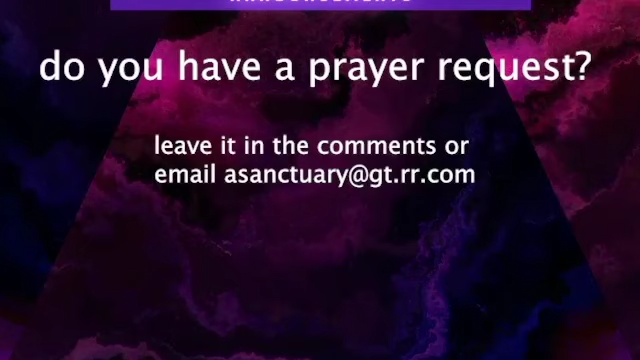 do you have a prayer request?
leave it in the comments or
email asanctuary@gt.rr.com